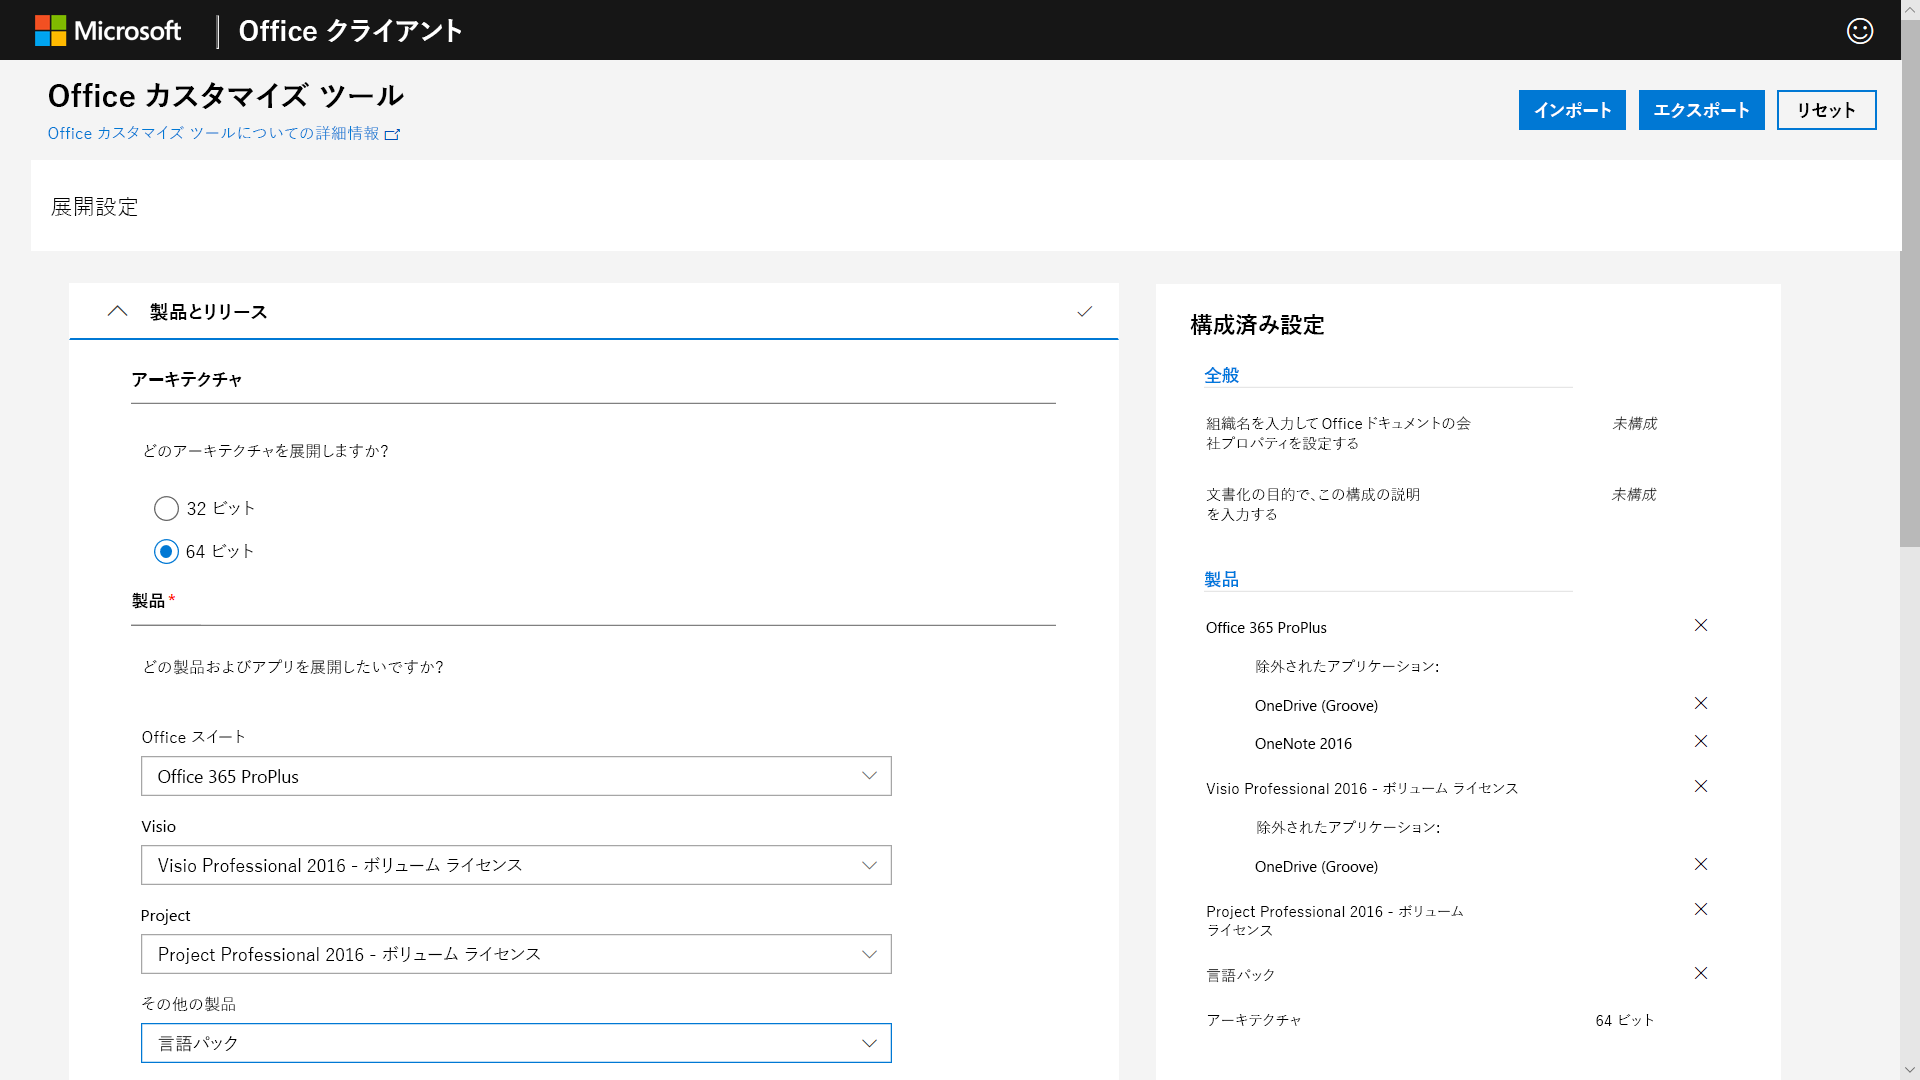 Microsoft Office クライアント
Office カスタマイズ ツール
Office カスタマイズ ツールについての詳細情報
インポート エクスポート リセット
展開設定
製品とリリース
アーキテクチャ
どのアーキテクチャを展開しますか?
32 ビット
64 ビット
製品*
どの製品およびアプリを展開したいですか?
Office スイート
Office 365 ProPlus
Visio
Visio Professional 2016 - ボリューム ライセンス
Project
Project Professional 2016 - ボリューム ライセンス
その他の製品
言語パック
構成済み設定
全般
組織名を入力してOfficeドキュメントの会 未構成
社プロパティを設定する
文書化の目的で、この構成の説明 未構成
を入力する
製品
Office 365 ProPlus
除外されたアプリケーション:
OneDrive (Groove)
OneNote 2016
Visio Professional 2016 - ボリューム ライセンス
除外されたアプリケーション:
OneDrive (Groove)
Project Professional 2016 - ボリューム
ライセンス
言語パック
アーキテクチャ 64 ビット